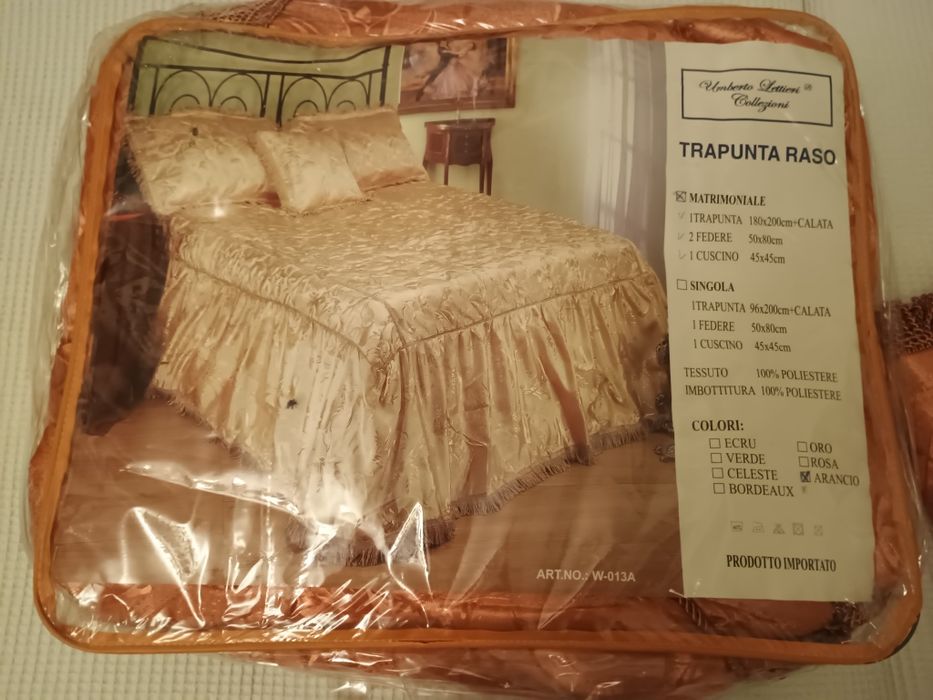 Umberto Lettieri ®
Collezioni
TRAPUNTA RASO
MATRIMONIALE
1TRAPUNTA 180x200cm+CALATA
2 FEDERE 50x80cm
1 CUSCINO 45x45cm
SINGOLA
1TRAPUNTA 96x200cm+CALATA
1 FEDERE 50x80cm
1 CUSCINO 45x45cm
TESSUTO 100% POLIESTERE
IMBOTTITURA 100% POLIESTERE
COLORI:
ECRU ORO
VERDE ROSA
CELESTE ARANCIO
BORDEAUX
PRODOTTO IMPORTATO
ART.NO.: W-013A